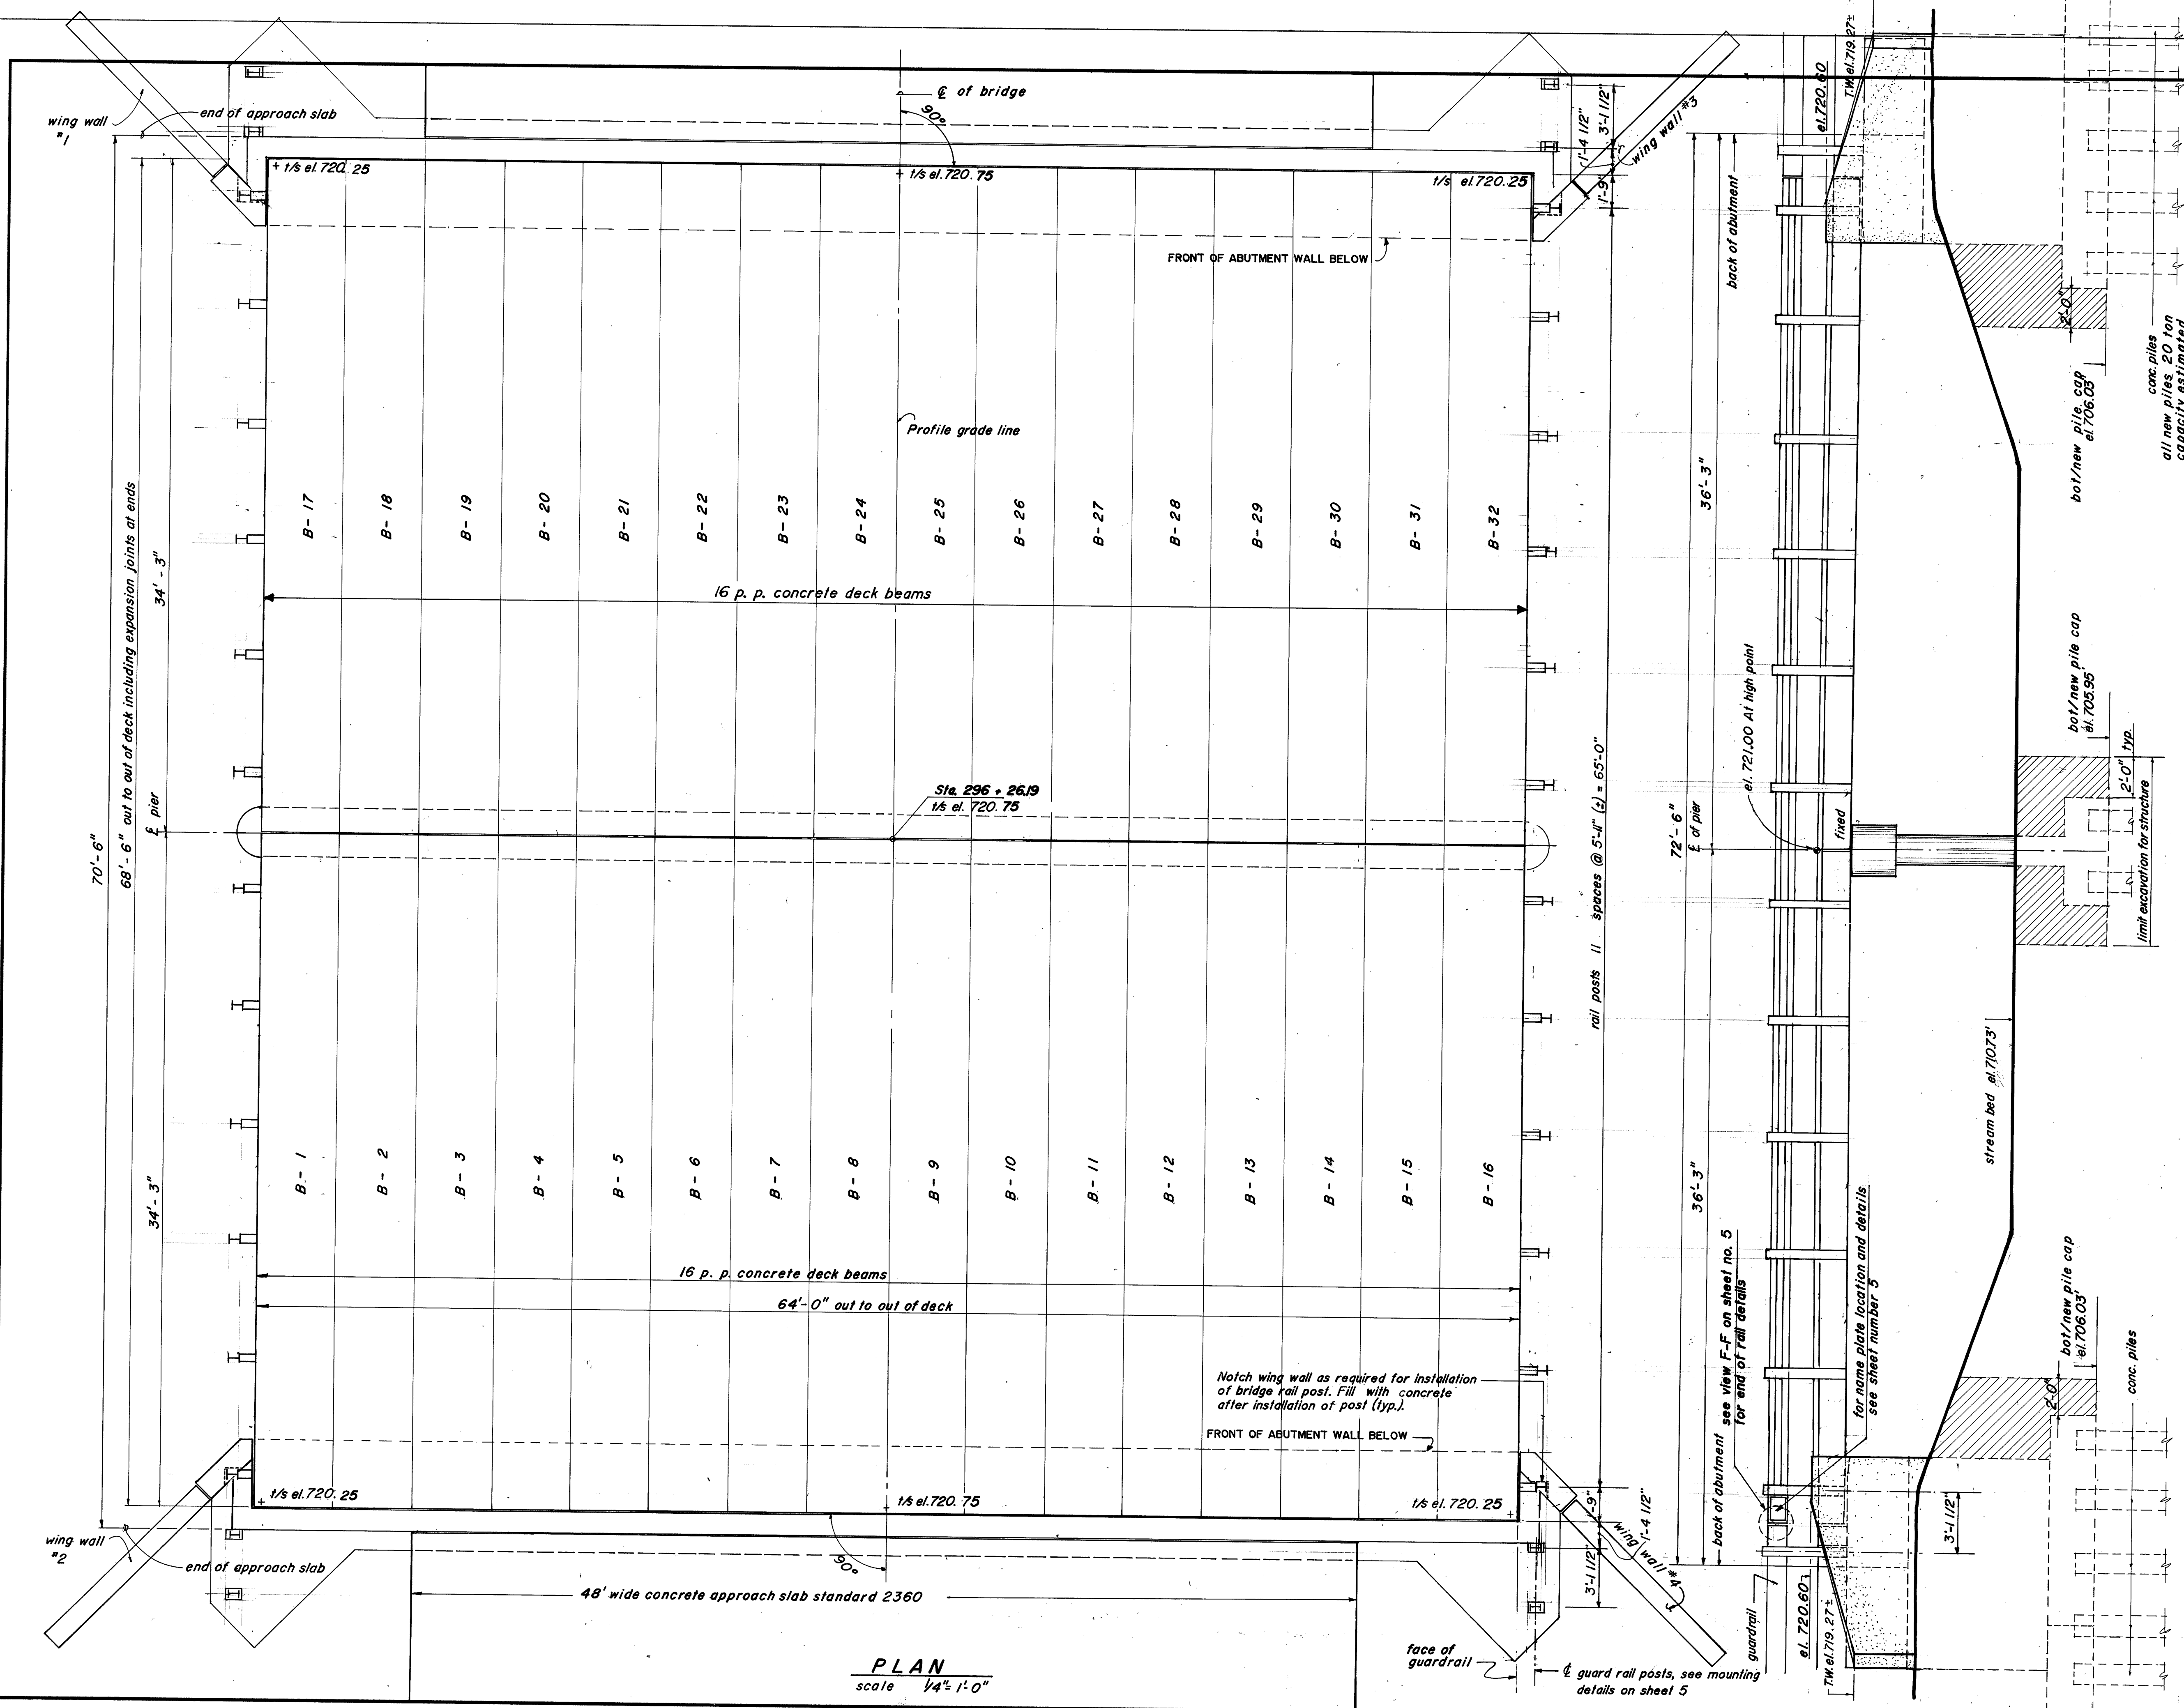 wing wall
#1
end of approach slab
+ t/s el. 720.25
℄ of bridge
90°
+ t/s el. 720.75
t/s el. 720.25
3'-1 1/2"
1'-4 1/2"
1'-9"
wing wall #3
FRONT OF ABUTMENT WALL BELOW
Profile grade line
B-17
B-18
B-19
B-20
B-21
B-22
B-23
B-24
B-25
B-26
B-27
B-28
B-29
B-30
B-31
B-32
16 p. p. concrete deck beams
70'-6"
68'-6" out to out of deck including expansion joints at ends
34'-3"
℄ pier
34'-3"
Sta. 296 + 26.19
t/s el. 720.75
rail posts 11 spaces @ 5'-11" (±) = 65'-0"
B-1
B-2
B-3
B-4
B-5
B-6
B-7
B-8
B-9
B-10
B-11
B-12
B-13
B-14
B-15
B-16
16 p. p. concrete deck beams
64'-0" out to out of deck
Notch wing wall as required for installation
of bridge rail post. Fill with concrete
after installation of post (typ.).
FRONT OF ABUTMENT WALL BELOW
+ t/s el. 720.25
+ t/s el. 720.75
t/s el. 720.25 +
wing wall
#2
end of approach slab
90°
48' wide concrete approach slab standard 2360
1'-9"
1'-4 1/2"
3'-1 1/2"
wing wall #4
face of
guardrail
℄ guard rail posts, see mounting
details on sheet 5
PLAN
scale 1/4"=1'-0"
T.W. el. 719.27±
el. 720.60
back of abutment
36'-3"
72'-6"
℄ of pier
36'-3"
el. 721.00 At high point
fixed
back of abutment
see view F-F on sheet no. 5
for end of rail details
for name plate location and details
see sheet number 5
guardrail
el. 720.60
T.W. el. 719.27±
3'-1 1/2"
stream bed el. 710.73'
2'-0"
bot/new pile cap
el. 706.03'
conc. piles
all new piles 20 ton
capacity estimated
bot/new pile cap
el. 705.95'
2'-0" typ.
limit excavation for structure
bot/new pile cap
el. 706.03'
2'-0"
conc. piles